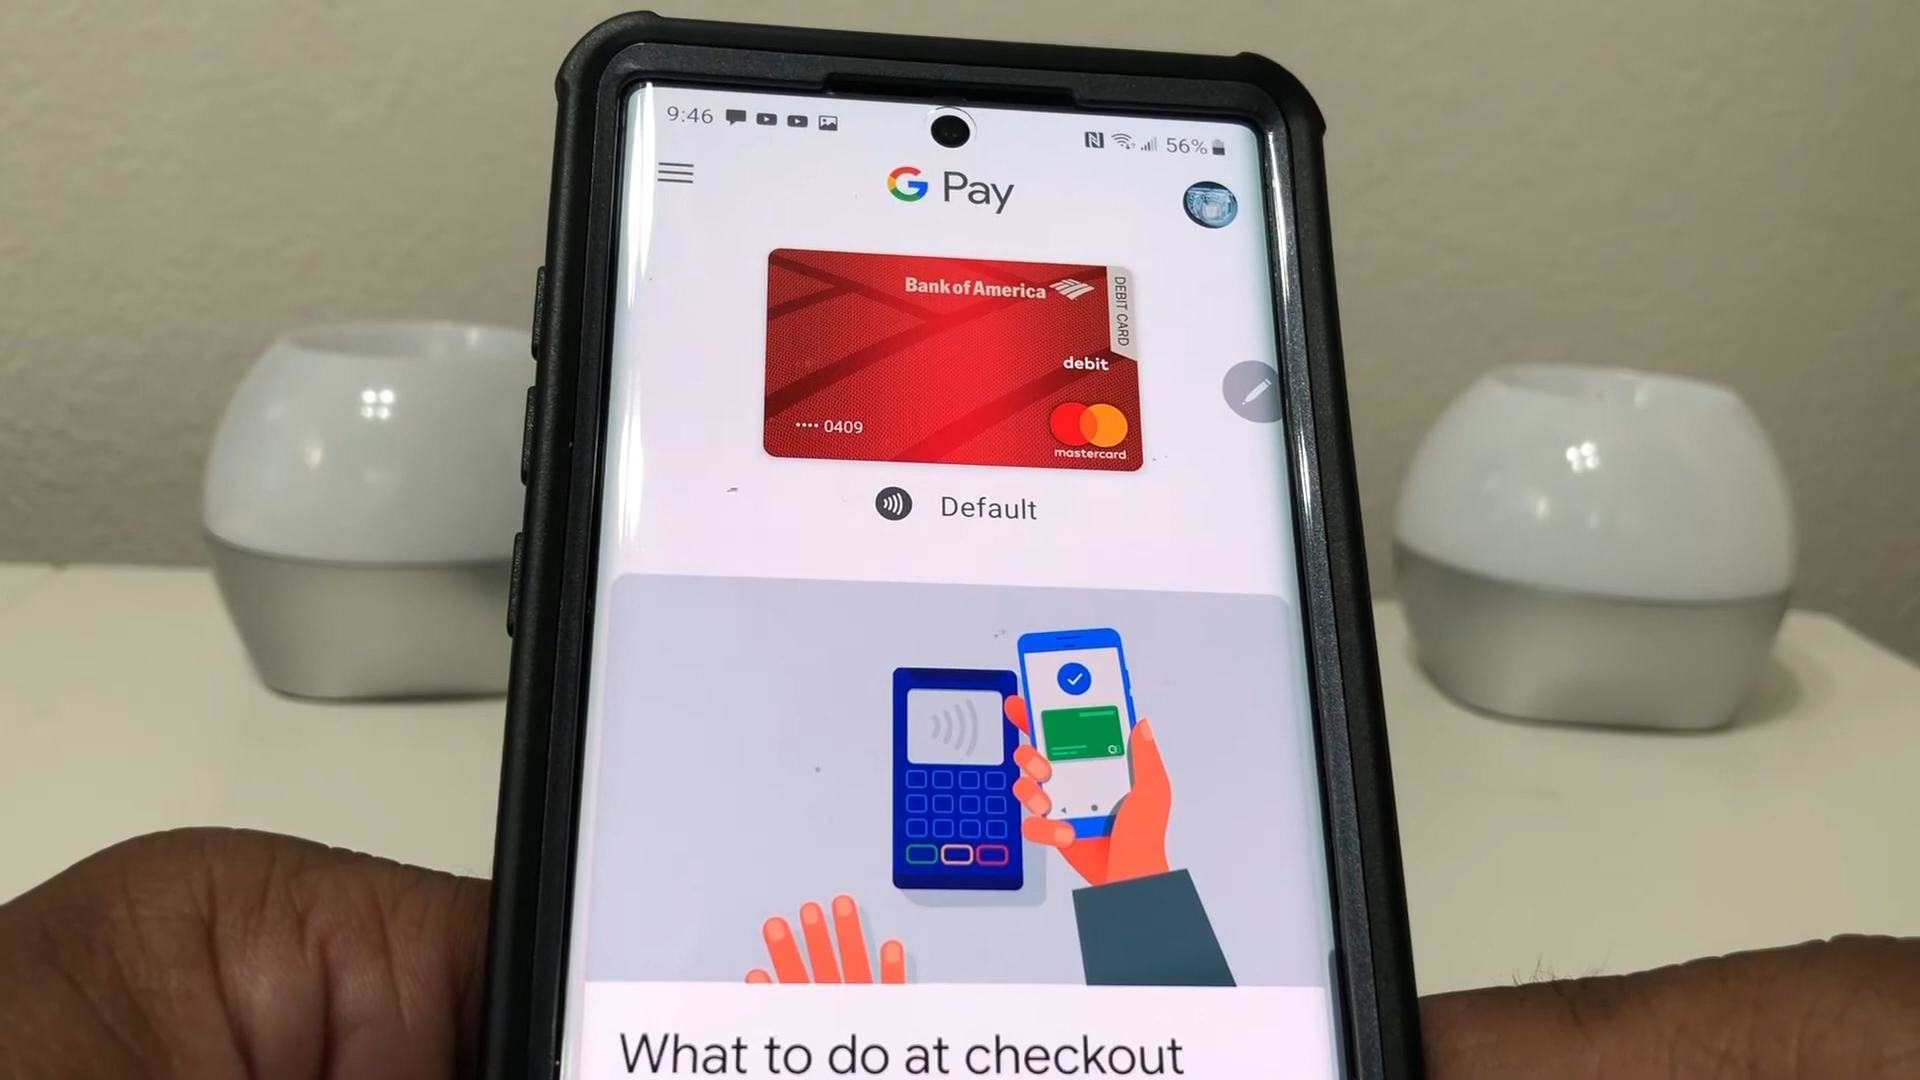 9:46
56%
G Pay
Bank of America
DEBIT CARD
debit
•••• 0409
mastercard
Default
What to do at checkout